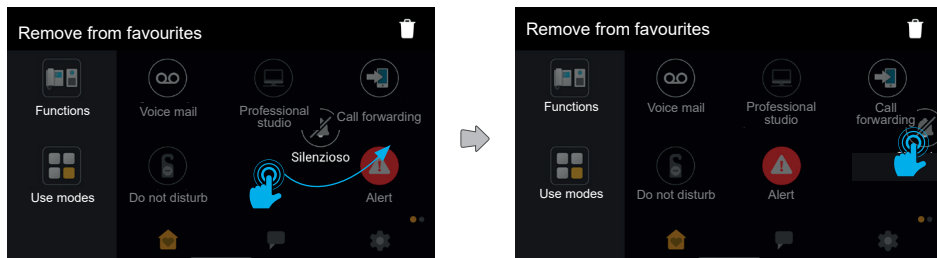 Remove from favourites
Functions
Voice mail
Professional
studio
Call forwarding
Silenzioso
Use modes
Do not disturb
Alert
Remove from favourites
Functions
Voice mail
Professional
studio
Call
forwarding
Use modes
Do not disturb
Alert